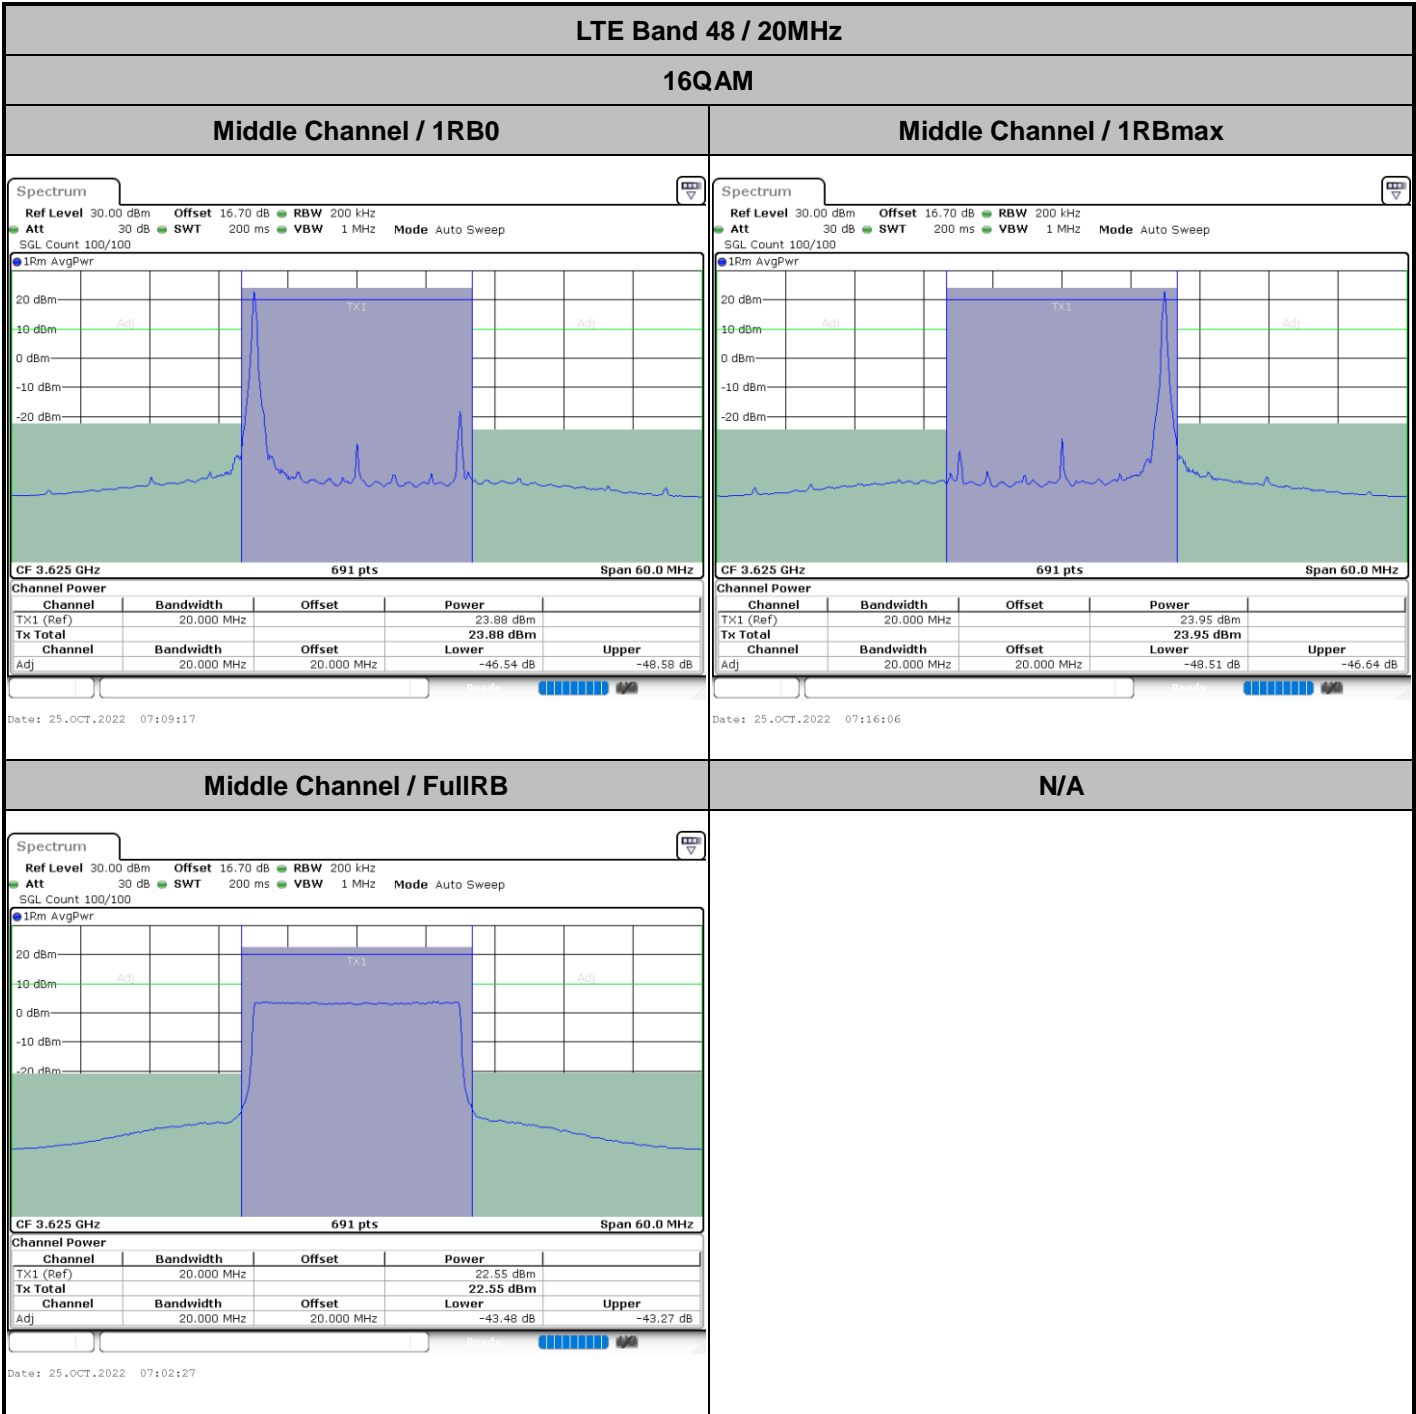 LTE Band 48 / 20MHz
16QAM
Middle Channel / 1RB0
Middle Channel / 1RBmax
Spectrum
Ref Level 30.00 dBm Offset 16.70 dB RBW 200 kHz
Att 30 dB SWT 200 ms VBW 1 MHz Mode Auto Sweep
SGL Count 100/100
1Rm AvgPwr
20 dBm
10 dBm
0 dBm
-10 dBm
-20 dBm
Adj
TX1
Adj
CF 3.625 GHz 691 pts Span 60.0 MHz
Channel Power
Channel Bandwidth Offset Power
TX1 (Ref) 20.000 MHz 23.88 dBm
Tx Total 23.88 dBm
Channel Bandwidth Offset Lower Upper
Adj 20.000 MHz 20.000 MHz -46.54 dB -48.58 dB
Ready
Date: 25.OCT.2022 07:09:17
Spectrum
Ref Level 30.00 dBm Offset 16.70 dB RBW 200 kHz
Att 30 dB SWT 200 ms VBW 1 MHz Mode Auto Sweep
SGL Count 100/100
1Rm AvgPwr
20 dBm
10 dBm
0 dBm
-10 dBm
-20 dBm
Adj
TX1
Adj
CF 3.625 GHz 691 pts Span 60.0 MHz
Channel Power
Channel Bandwidth Offset Power
TX1 (Ref) 20.000 MHz 23.95 dBm
Tx Total 23.95 dBm
Channel Bandwidth Offset Lower Upper
Adj 20.000 MHz 20.000 MHz -48.51 dB -46.64 dB
Ready
Date: 25.OCT.2022 07:16:06
Middle Channel / FullRB
N/A
Spectrum
Ref Level 30.00 dBm Offset 16.70 dB RBW 200 kHz
Att 30 dB SWT 200 ms VBW 1 MHz Mode Auto Sweep
SGL Count 100/100
1Rm AvgPwr
20 dBm
10 dBm
0 dBm
-10 dBm
-20 dBm
Adj
TX1
Adj
CF 3.625 GHz 691 pts Span 60.0 MHz
Channel Power
Channel Bandwidth Offset Power
TX1 (Ref) 20.000 MHz 22.55 dBm
Tx Total 22.55 dBm
Channel Bandwidth Offset Lower Upper
Adj 20.000 MHz 20.000 MHz -43.48 dB -43.27 dB
Ready
Date: 25.OCT.2022 07:02:27